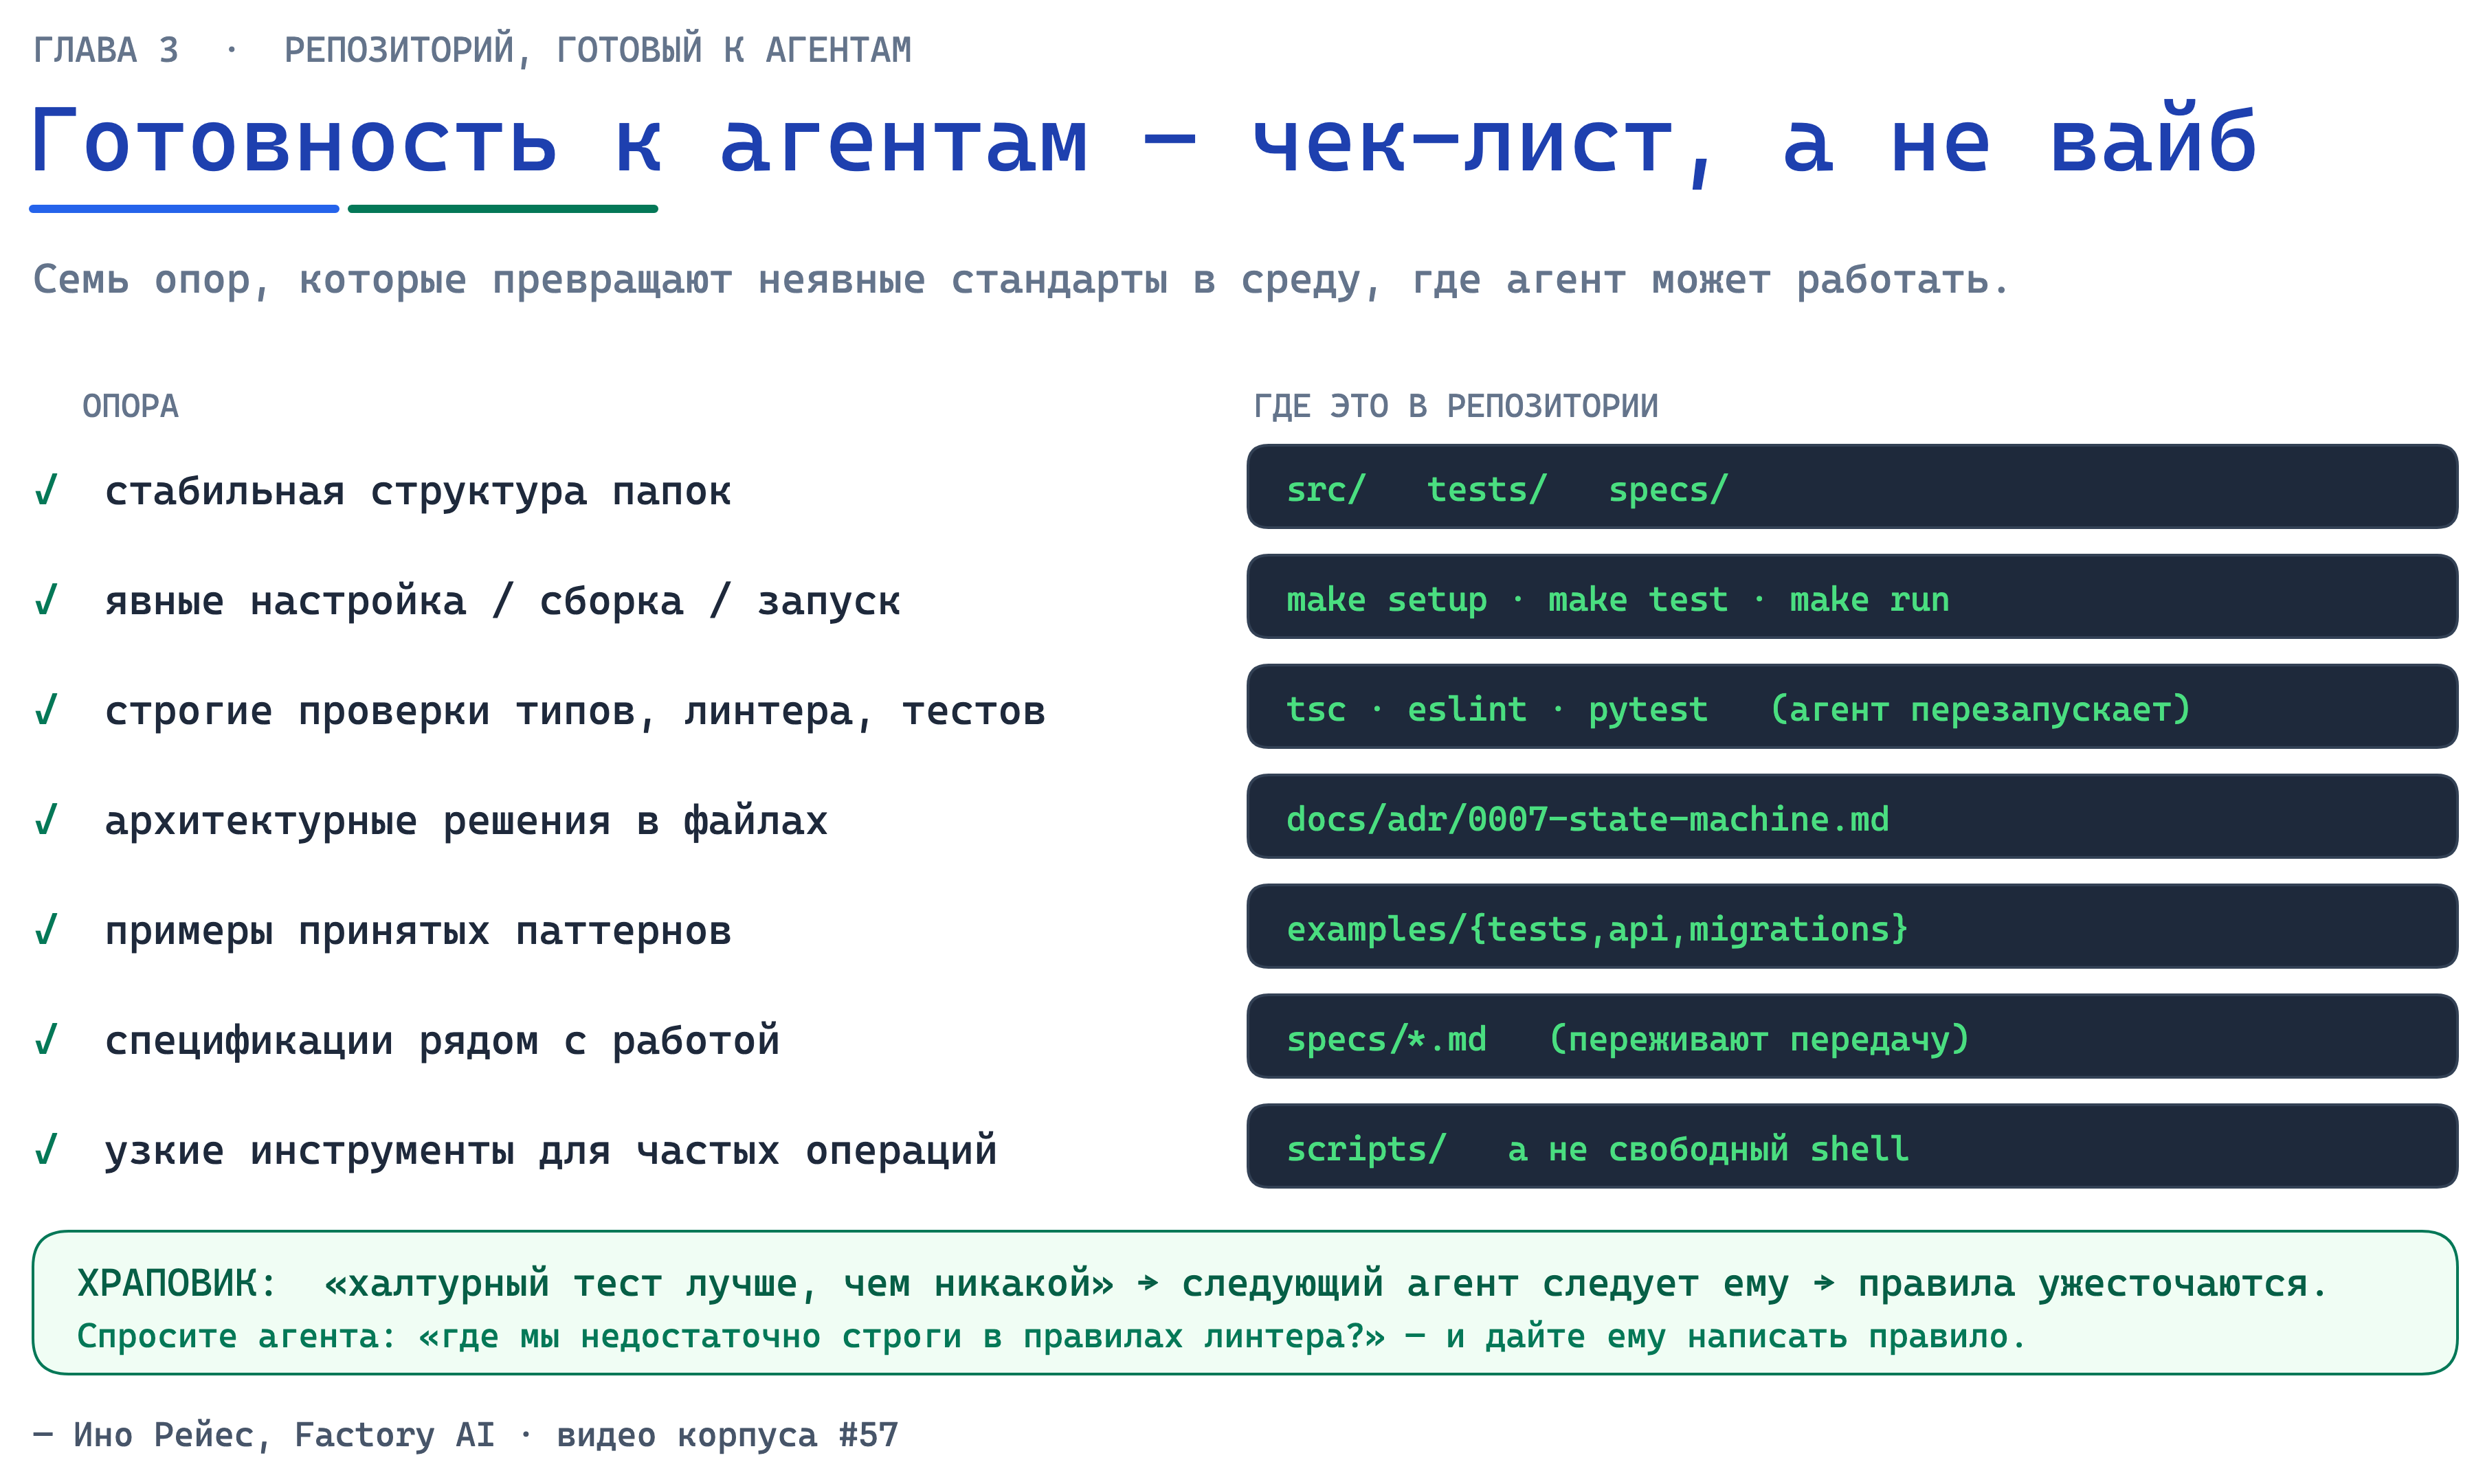 ГЛАВА 3 · РЕПОЗИТОРИЙ, ГОТОВЫЙ К АГЕНТАМ
Готовность к агентам — чек-лист, а не вайб
Семь опор, которые превращают неявные стандарты в среду, где агент может работать.
ОПОРА
ГДЕ ЭТО В РЕПОЗИТОРИИ
✓ стабильная структура папок
src/ tests/ specs/
✓ явные настройка / сборка / запуск
make setup · make test · make run
✓ строгие проверки типов, линтера, тестов
tsc · eslint · pytest (агент перезапускает)
✓ архитектурные решения в файлах
docs/adr/0007-state-machine.md
✓ примеры принятых паттернов
examples/{tests,api,migrations}
✓ спецификации рядом с работой
specs/*.md (переживают передачу)
✓ узкие инструменты для частых операций
scripts/ а не свободный shell
ХРАПОВИК: «халтурный тест лучше, чем никакой» → следующий агент следует ему → правила ужесточаются.
Спросите агента: «где мы недостаточно строги в правилах линтера?» — и дайте ему написать правило.
— Ино Рейес, Factory AI · видео корпуса #57